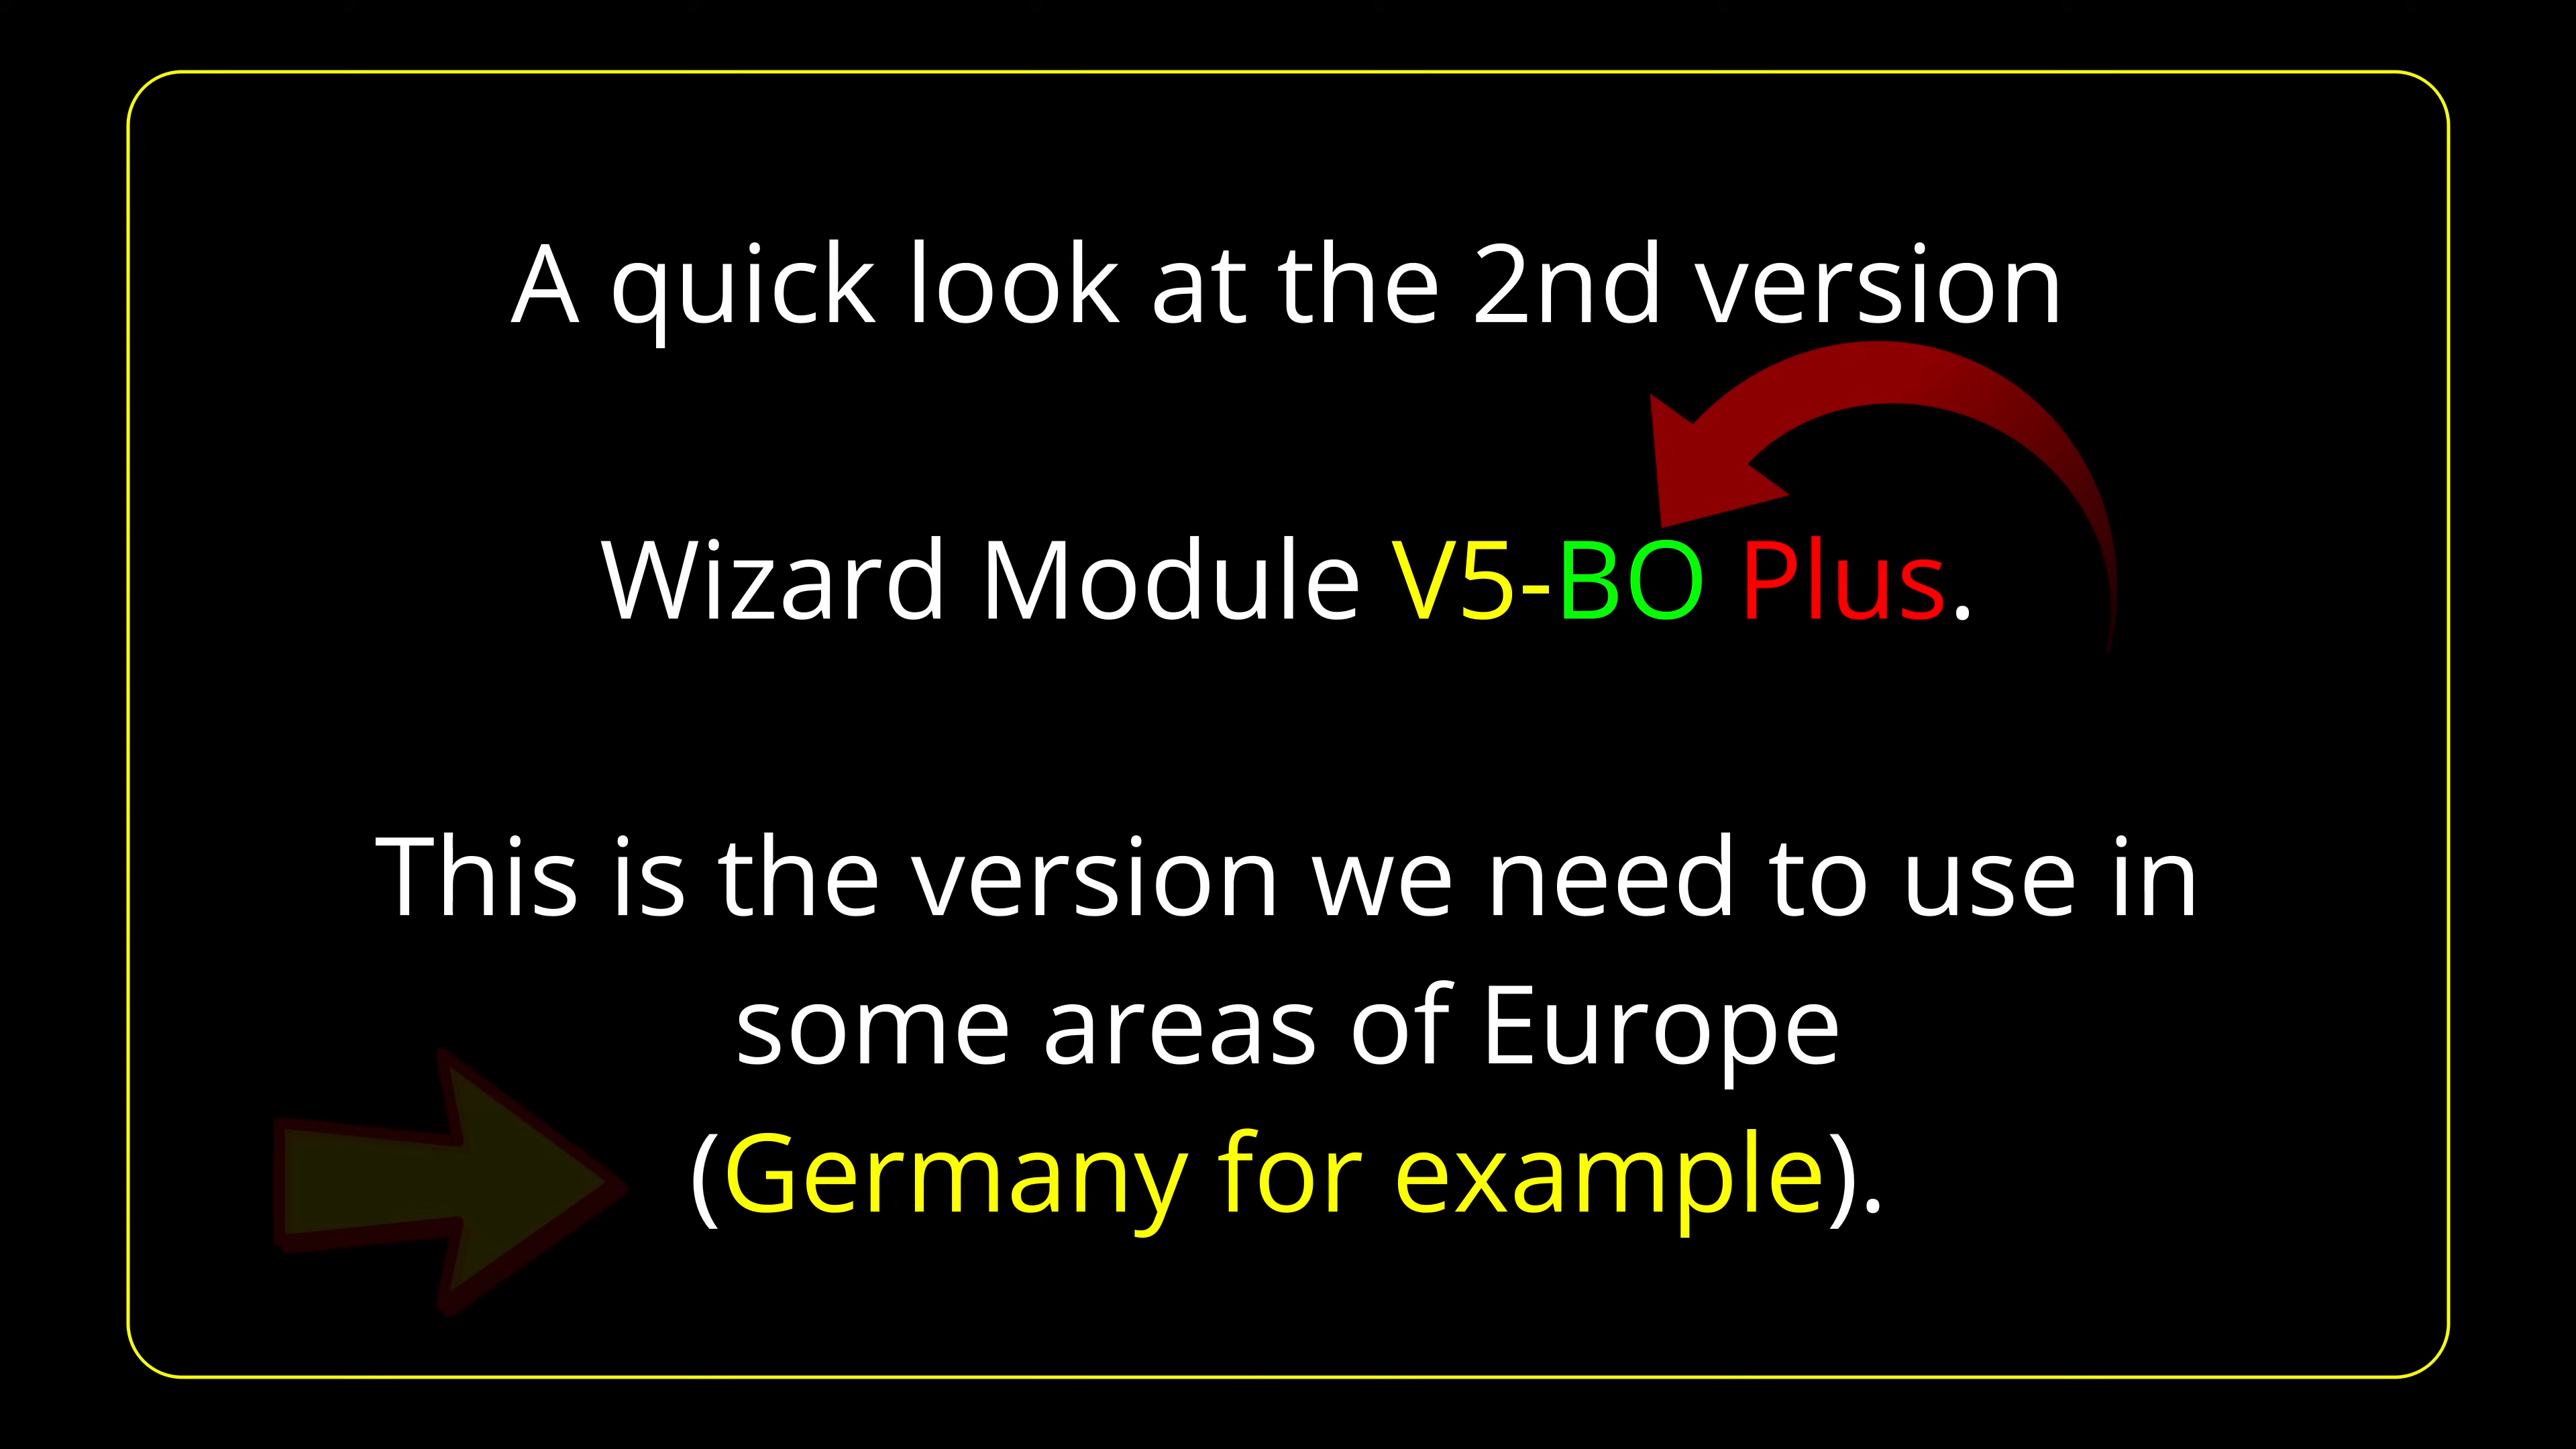 A quick look at the 2nd version
Wizard Module V5-BO Plus.
This is the version we need to use in
some areas of Europe
(Germany for example).